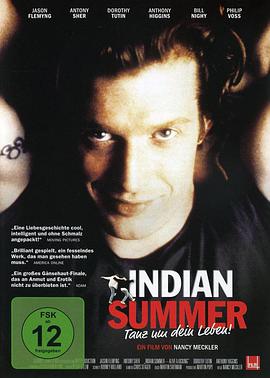 JASON ANTONY DOROTHY ANTHONY BILL PHILIP
FLEMYNG SHER TUTIN HIGGINS NIGHY VOSS
„Eine Liebesgeschichte cool,
intelligent und ohne Schmalz
angepackt!“
MOVING PICTURES
„Brilliant gespielt, ein fesselndes
Werk, das man gesehen haben
muss.“
AMERICA ONLINE
„Ein großes Gänsehaut-Finale,
das an Anmut und Erotik
nicht zu überbieten ist.“
ADAM
INDIAN
SUMMER
Tanz um dein Leben!
EIN FILM VON NANCY MECKLER
FSK
ab
12
freigegeben